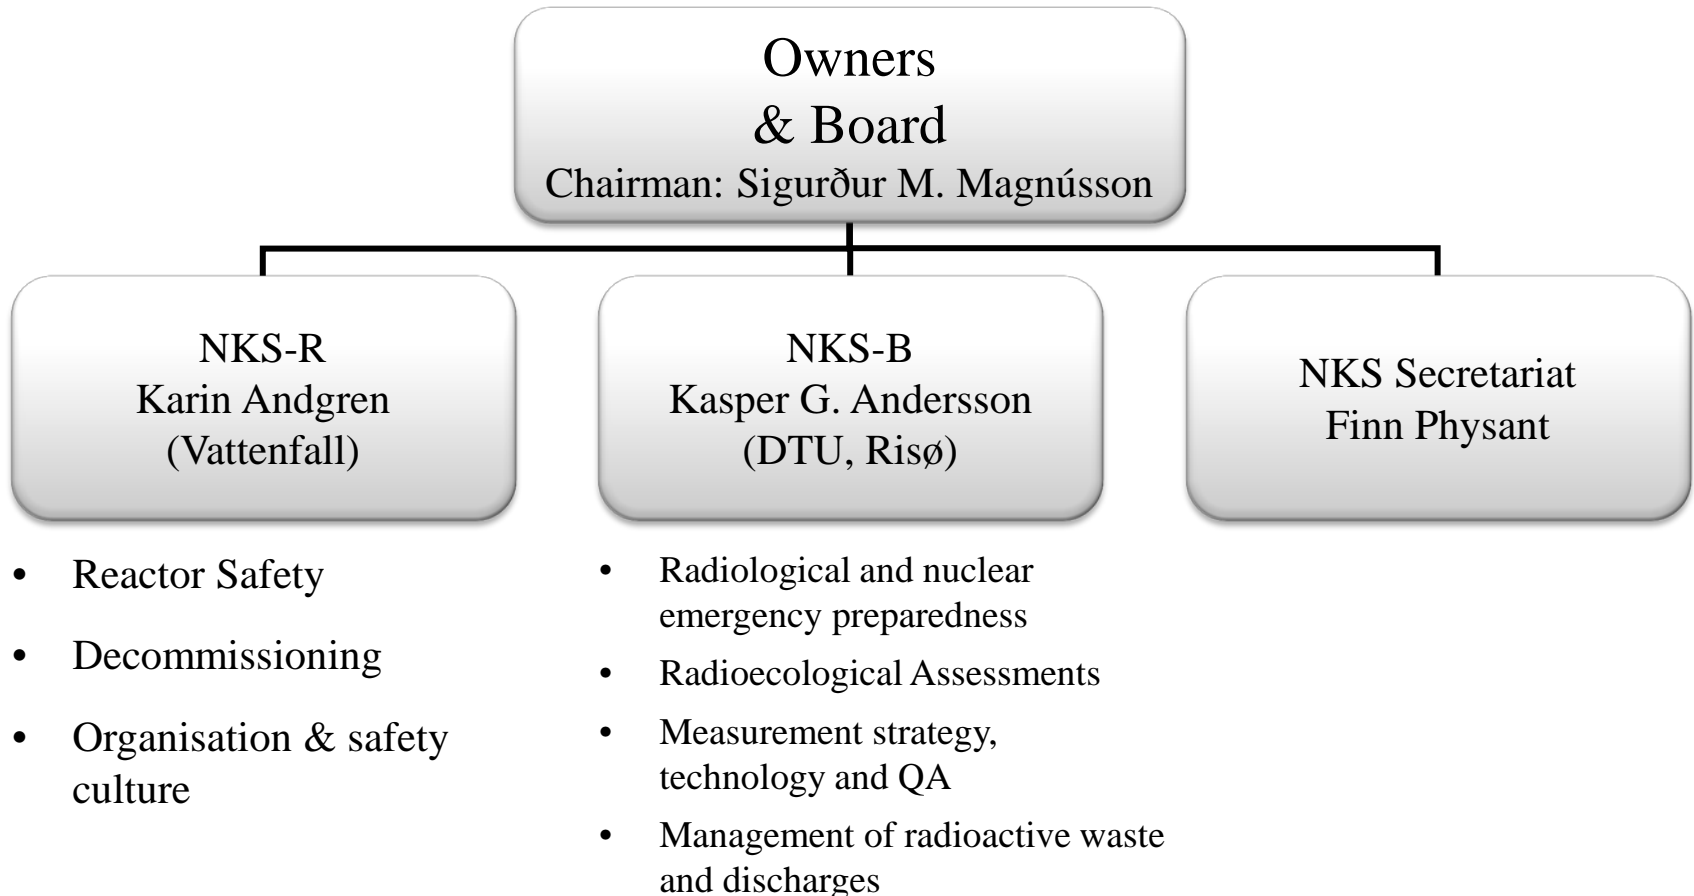 Owners
& Board
Chairman: Sigurður M. Magnússon
NKS-R
Karin Andgren
(Vattenfall)
NKS-B
Kasper G. Andersson
(DTU, Risø)
NKS Secretariat
Finn Physant
• Reactor Safety
• Decommissioning
• Organisation & safety
culture
• Radiological and nuclear
emergency preparedness
• Radioecological Assessments
• Measurement strategy,
technology and QA
• Management of radioactive waste
and discharges